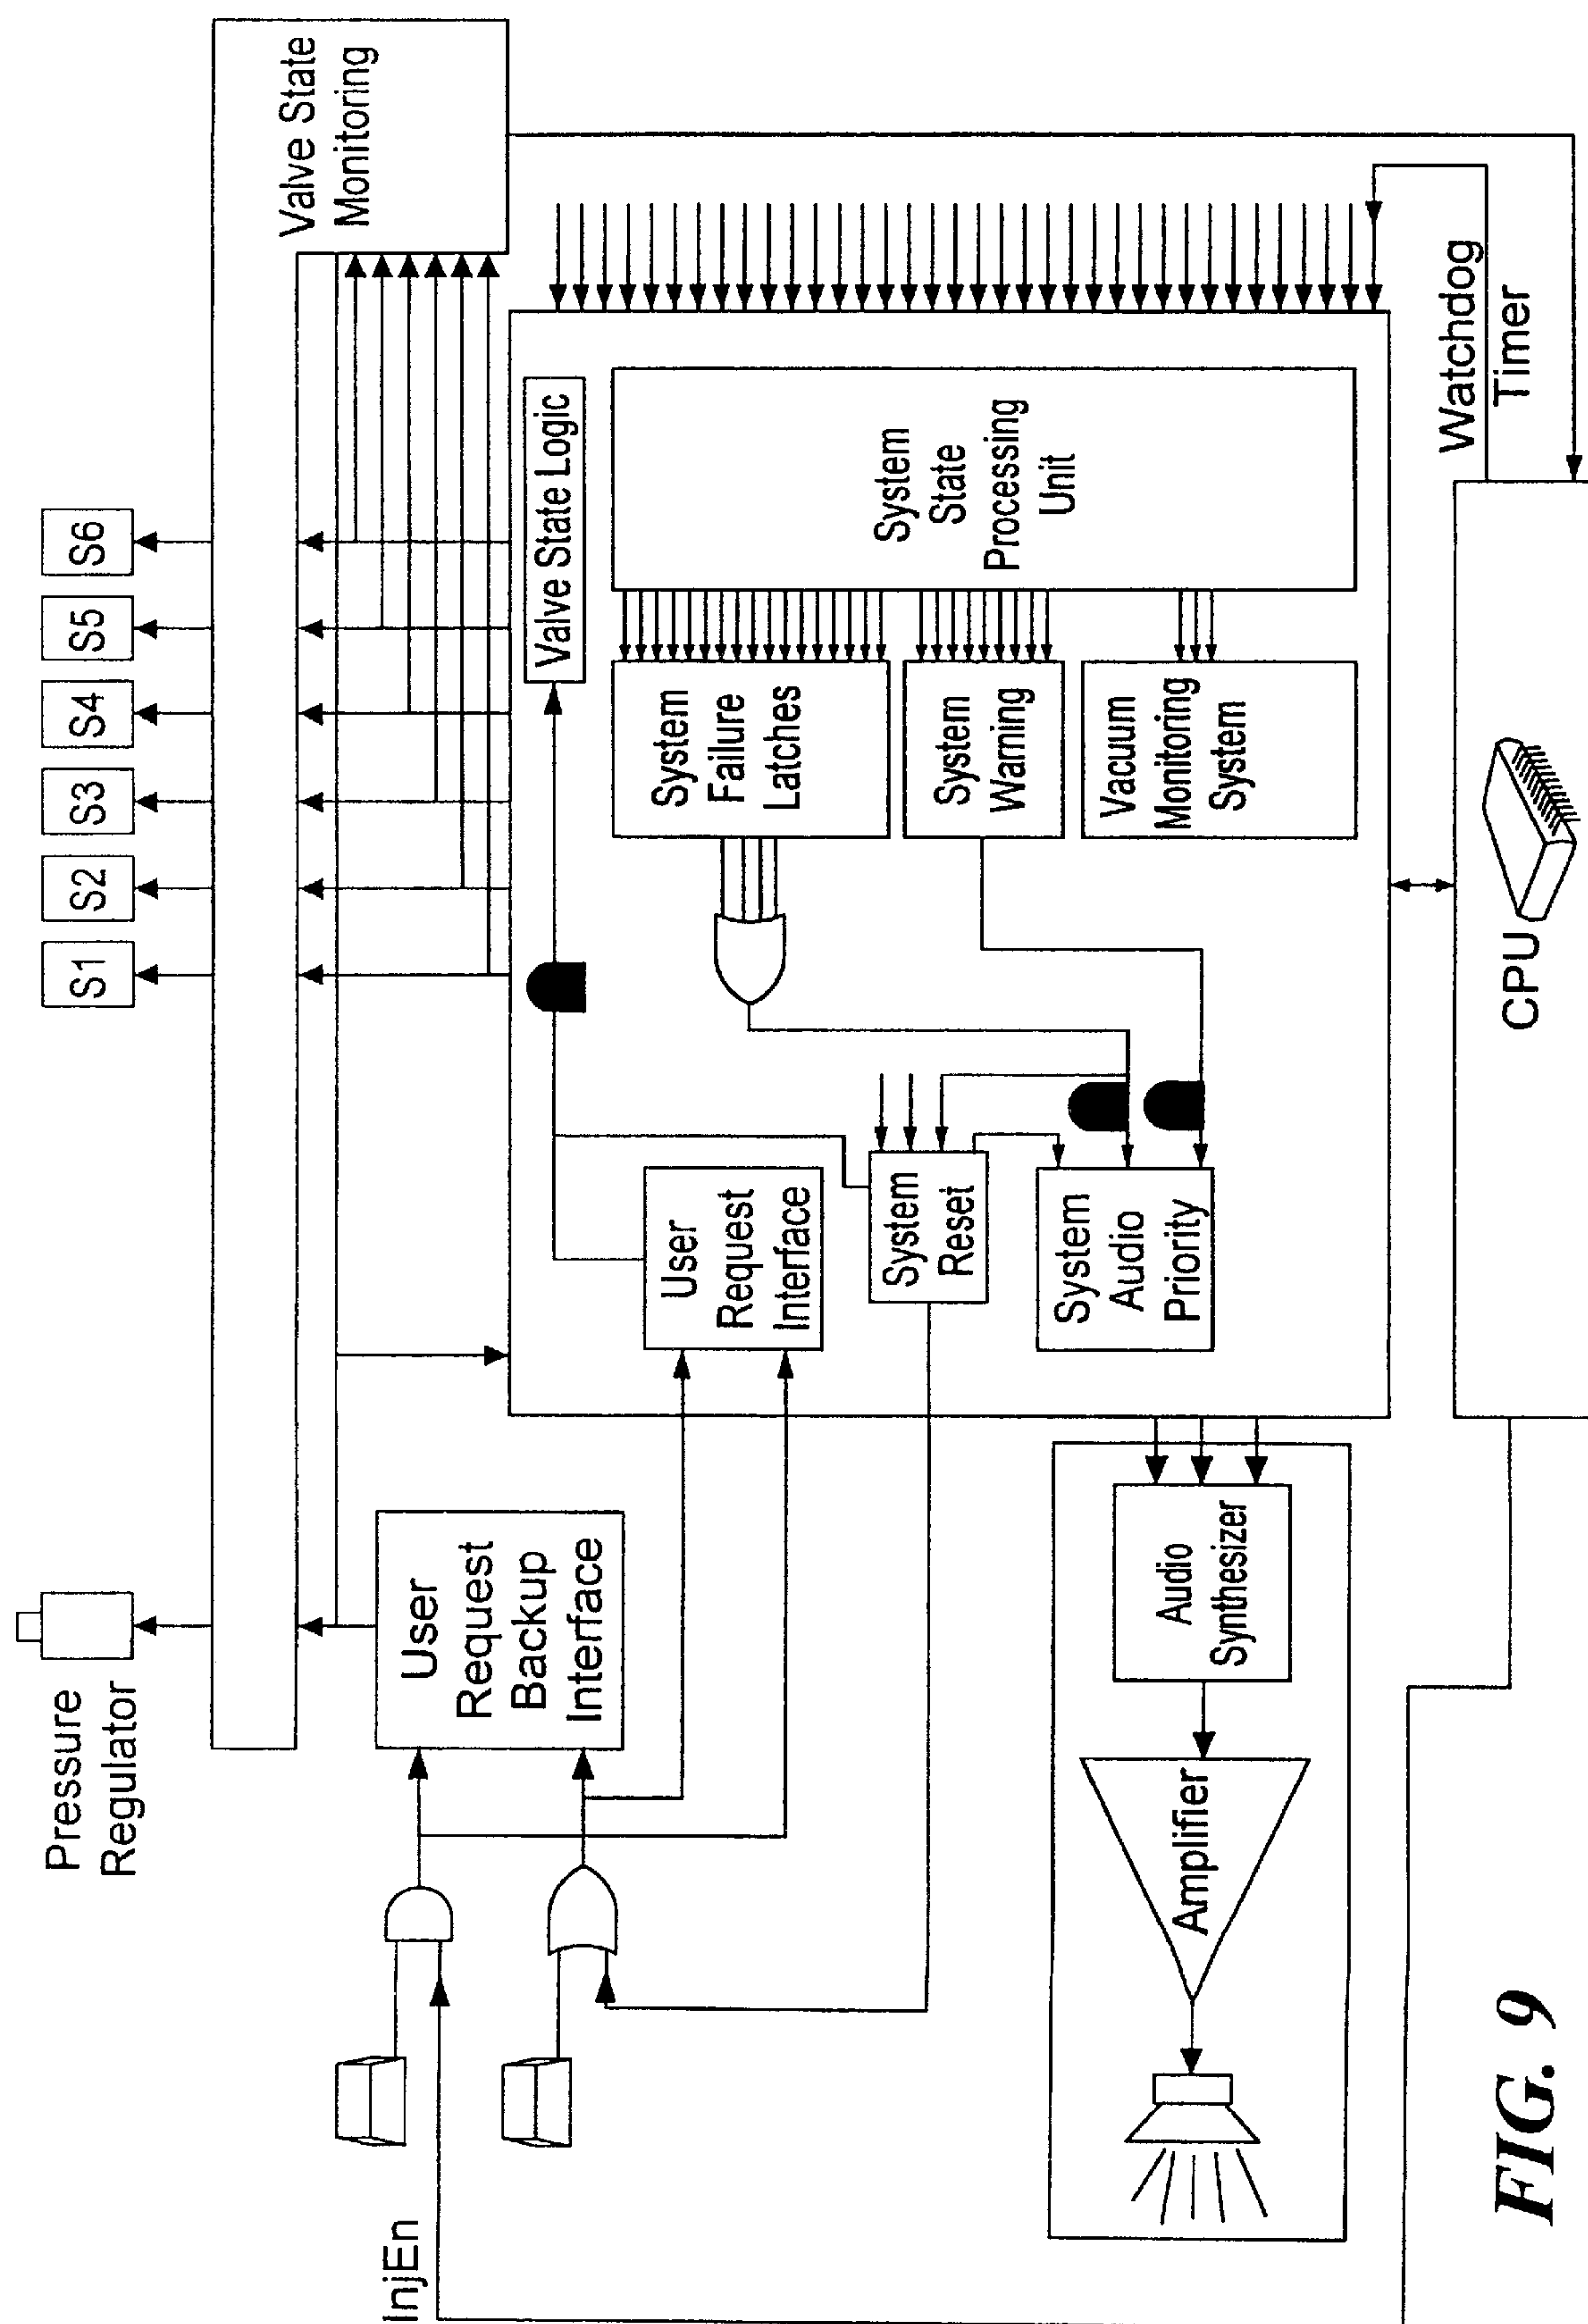 Pressure
Regulator
S1
S2
S3
S4
S5
S6
Valve State
Monitoring
InjEn
User
Request
Backup
Interface
Valve State Logic
User
Request
Interface
System
Failure
Latches
System
State
Processing
Unit
System
Reset
System
Warning
System
Audio
Priority
Vacuum
Monitoring
System
Amplifier
Audio
Synthesizer
Watchdog
Timer
CPU
FIG. 9